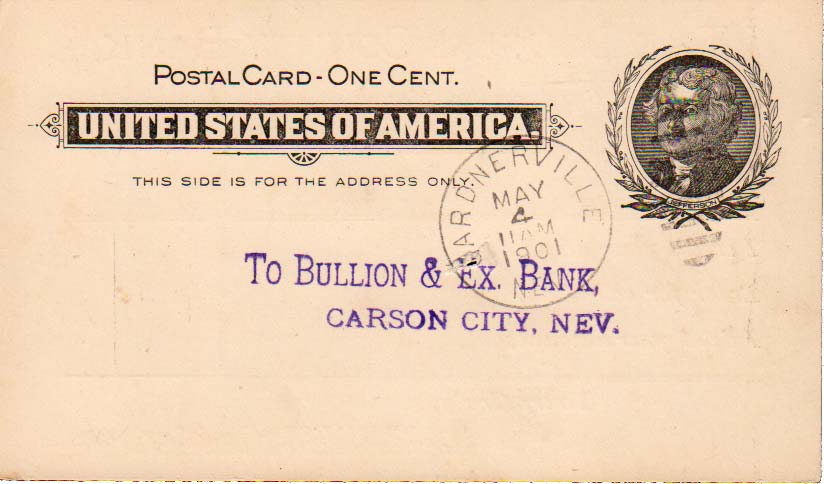 POSTAL CARD - ONE CENT.
UNITED STATES OF AMERICA.
THIS SIDE IS FOR THE ADDRESS ONLY.
JEFFERSON
GARDNERVILLE
MAY
4
11AM
1901
To Bullion & Ex. Bank,
CARSON CITY, NEV.